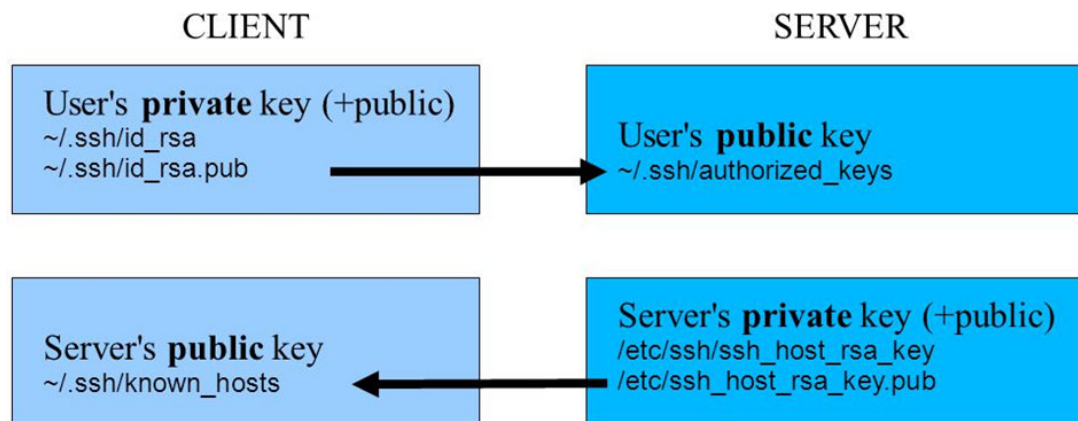 CLIENT
SERVER
User's private key (+public)
~/.ssh/id_rsa
~/.ssh/id_rsa.pub
User's public key
~/.ssh/authorized_keys
Server's public key
~/.ssh/known_hosts
Server's private key (+public)
/etc/ssh/ssh_host_rsa_key
/etc/ssh_host_rsa_key.pub